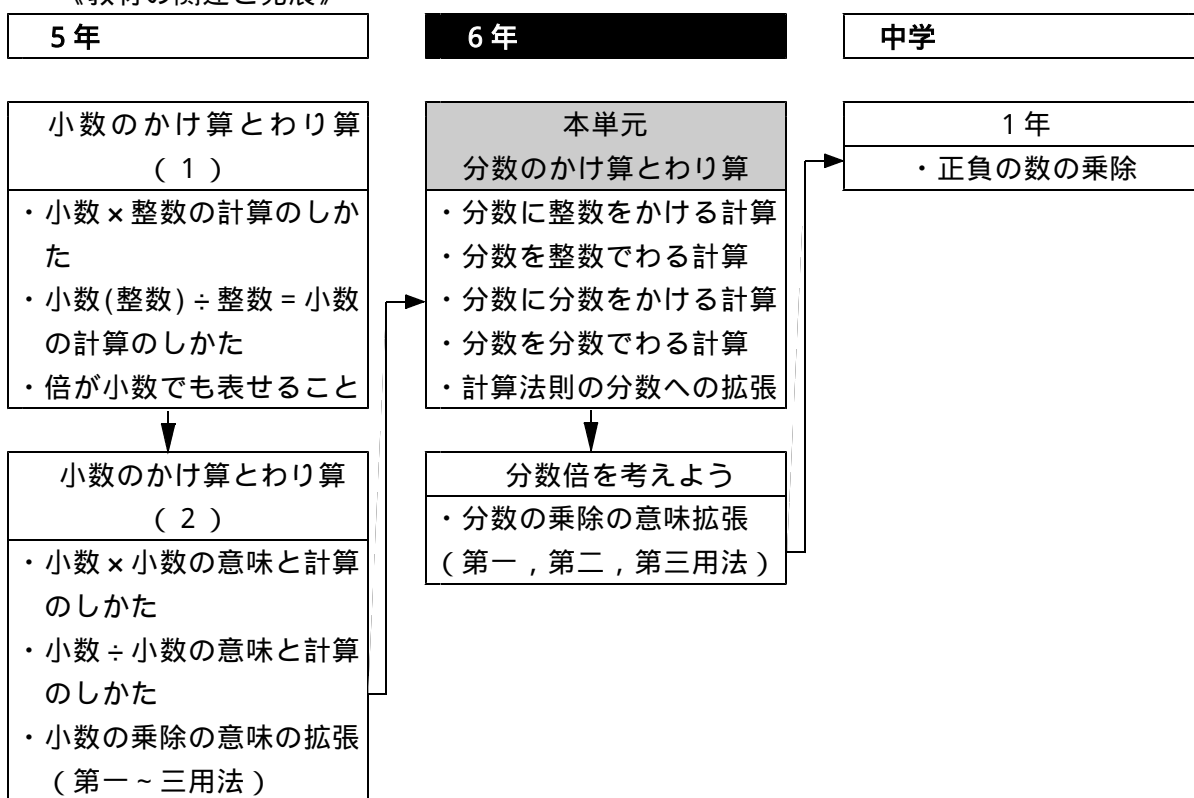 《教材の関連と発展》
5年
小数のかけ算とわり算
(1)
・小数×整数の計算のしか
た
・小数(整数)÷整数=小数
の計算のしかた
・倍が小数でも表せること
小数のかけ算とわり算
(2)
・小数×小数の意味と計算
のしかた
・小数÷小数の意味と計算
のしかた
・小数の乗除の意味の拡張
(第一~三用法)
6年
本単元
分数のかけ算とわり算
・分数に整数をかける計算
・分数を整数でわる計算
・分数に分数をかける計算
・分数を分数でわる計算
・計算法則の分数への拡張
分数倍を考えよう
・分数の乗除の意味拡張
(第一,第二,第三用法)
中学
1年
・正負の数の乗除